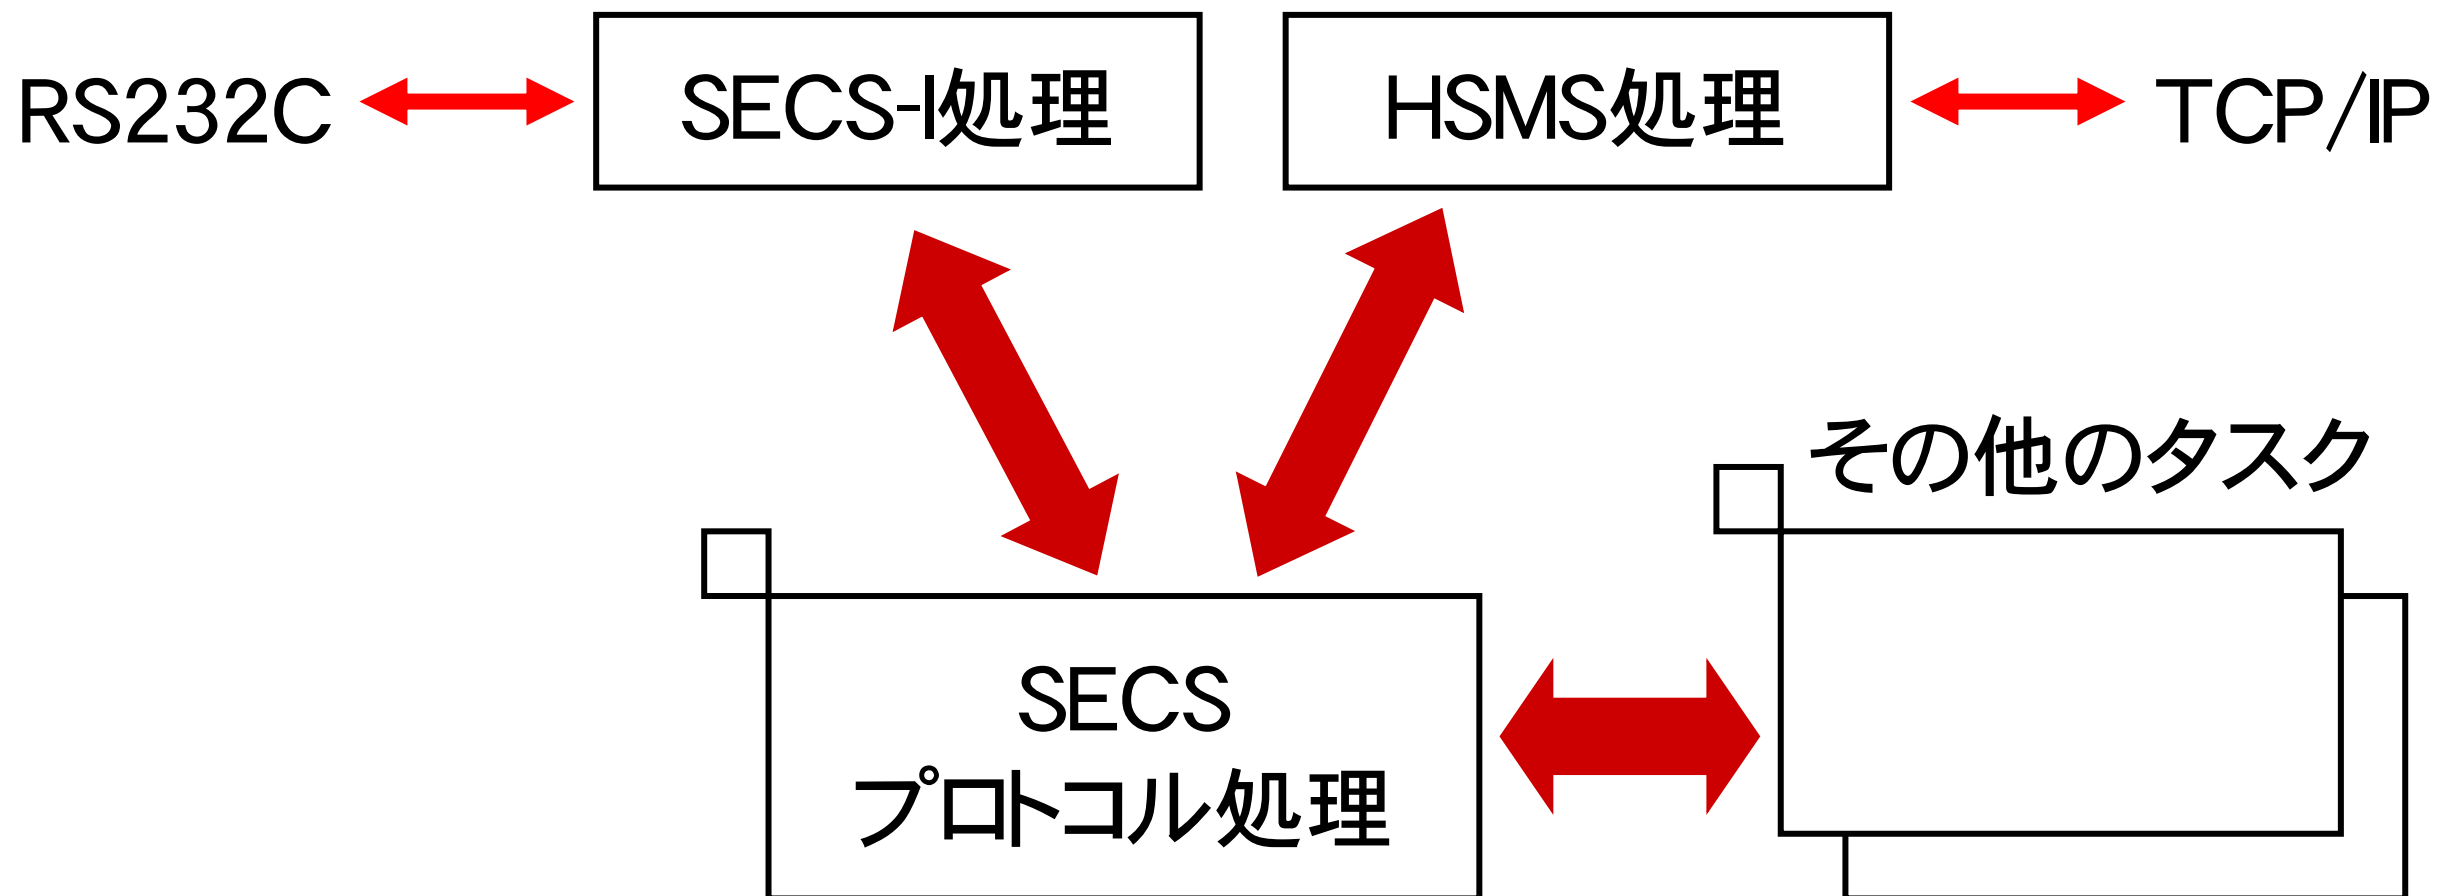 RS232C
SECS-I処理
HSMS処理
TCP/IP
その他のタスク
SECS
プロトコル処理